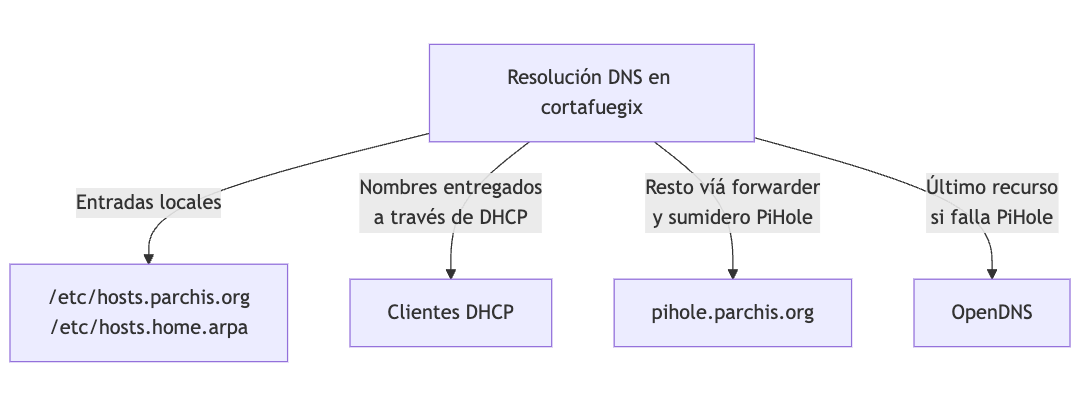 Resolución DNS en
cortafuegix
Entradas locales
Nombres entregados
a través de DHCP
Resto víá forwarder
y sumidero PiHole
Último recurso
si falla PiHole
/etc/hosts.parchis.org
/etc/hosts.home.arpa
Clientes DHCP
pihole.parchis.org
OpenDNS